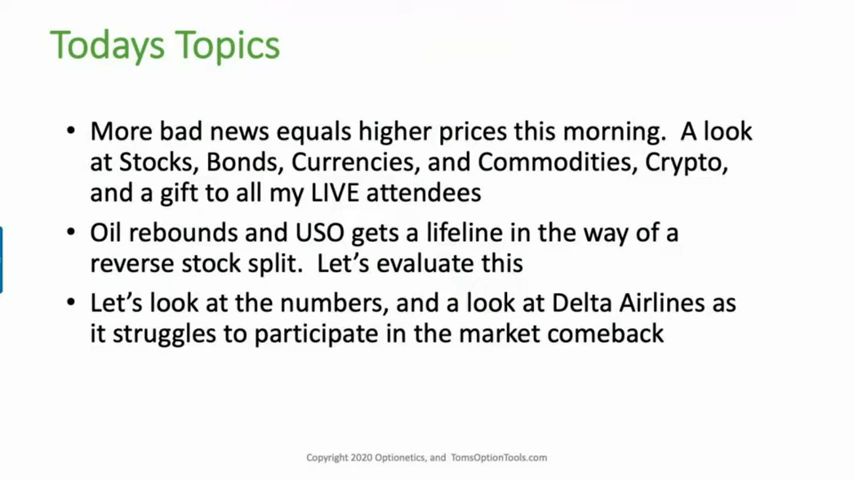 Todays Topics
• More bad news equals higher prices this morning.  A look
at Stocks, Bonds, Currencies, and Commodities, Crypto,
and a gift to all my LIVE attendees
• Oil rebounds and USO gets a lifeline in the way of a
reverse stock split.  Let’s evaluate this
• Let’s look at the numbers, and a look at Delta Airlines as
it struggles to participate in the market comeback
Copyright 2020 Optionetics, and  TomsOptionTools.com